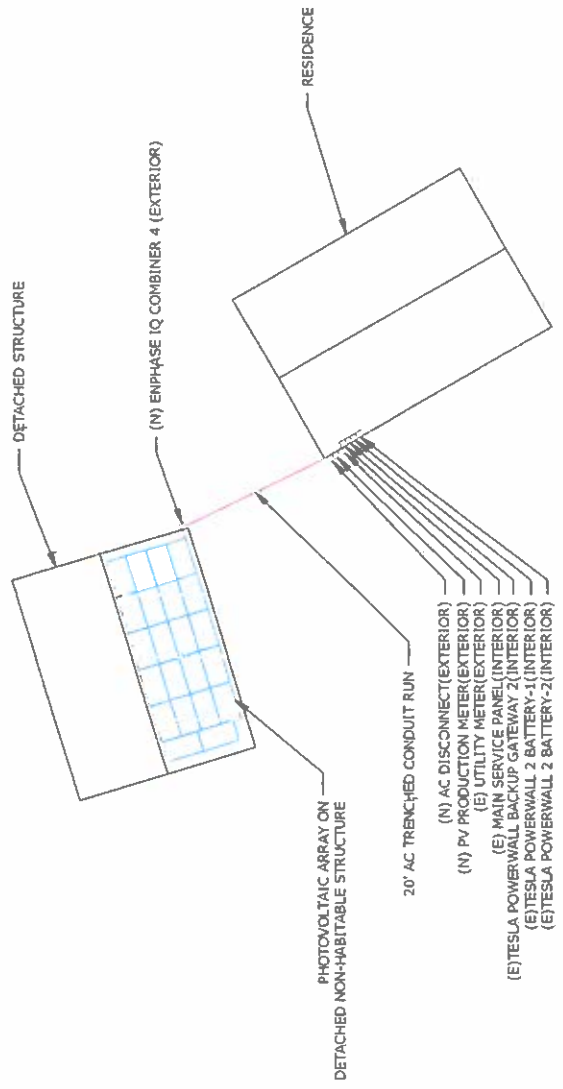 DETACHED STRUCTURE
(N) ENPHASE IQ COMBINER 4 (EXTERIOR)
RESIDENCE
PHOTOVOLTAIC ARRAY ON
DETACHED NON-HABITABLE STRUCTURE
20' AC TRENCHED CONDUIT RUN
(N) AC DISCONNECT(EXTERIOR)
(N) PV PRODUCTION METER(EXTERIOR)
(E) UTILITY METER(EXTERIOR)
(E) MAIN SERVICE PANEL(INTERIOR)
(E)TESLA POWERWALL BACKUP GATEWAY 2(INTERIOR)
(E)TESLA POWERWALL 2 BATTERY-1(INTERIOR)
(E)TESLA POWERWALL 2 BATTERY-2(INTERIOR)